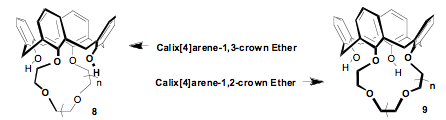 Calix[4]arene-1,3-crown Ether
Calix[4]arene-1,2-crown Ether
O O O O
H H n
O O
8
O O O O
H H n
O O
9